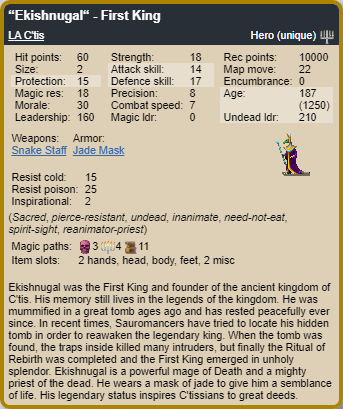 “Ekishnugal“ - First King
LA C'tis Hero (unique)
Hit points: 60 Strength: 18 Rec points: 10000
Size: 2 Attack skill: 14 Map move: 22
Protection: 15 Defence skill: 17 Encumbrance: 0
Magic res: 18 Precision: 8 Age: 187
Morale: 30 Combat speed: 7 (1250)
Leadership: 160 Magic ldr: 0 Undead ldr: 210
Weapons: Armor:
Snake Staff Jade Mask
Resist cold: 15
Resist poison: 25
Inspirational: 2
(Sacred, pierce-resistant, undead, inanimate, need-not-eat,
spirit-sight, reanimator-priest)
Magic paths: 3 4 11
Item slots: 2 hands, head, body, feet, 2 misc
Ekishnugal was the First King and founder of the ancient kingdom of
C'tis. His memory still lives in the legends of the kingdom. He was
mummified in a great tomb ages ago and has rested peacefully ever
since. In recent times, Sauromancers have tried to locate his hidden
tomb in order to reawaken the legendary king. When the tomb was
found, the traps inside killed many intruders, but finally the Ritual of
Rebirth was completed and the First King emerged in unholy
splendor. Ekishnugal is a powerful mage of Death and a mighty
priest of the dead. He wears a mask of jade to give him a semblance
of life. His legendary status inspires C'tissians to great deeds.